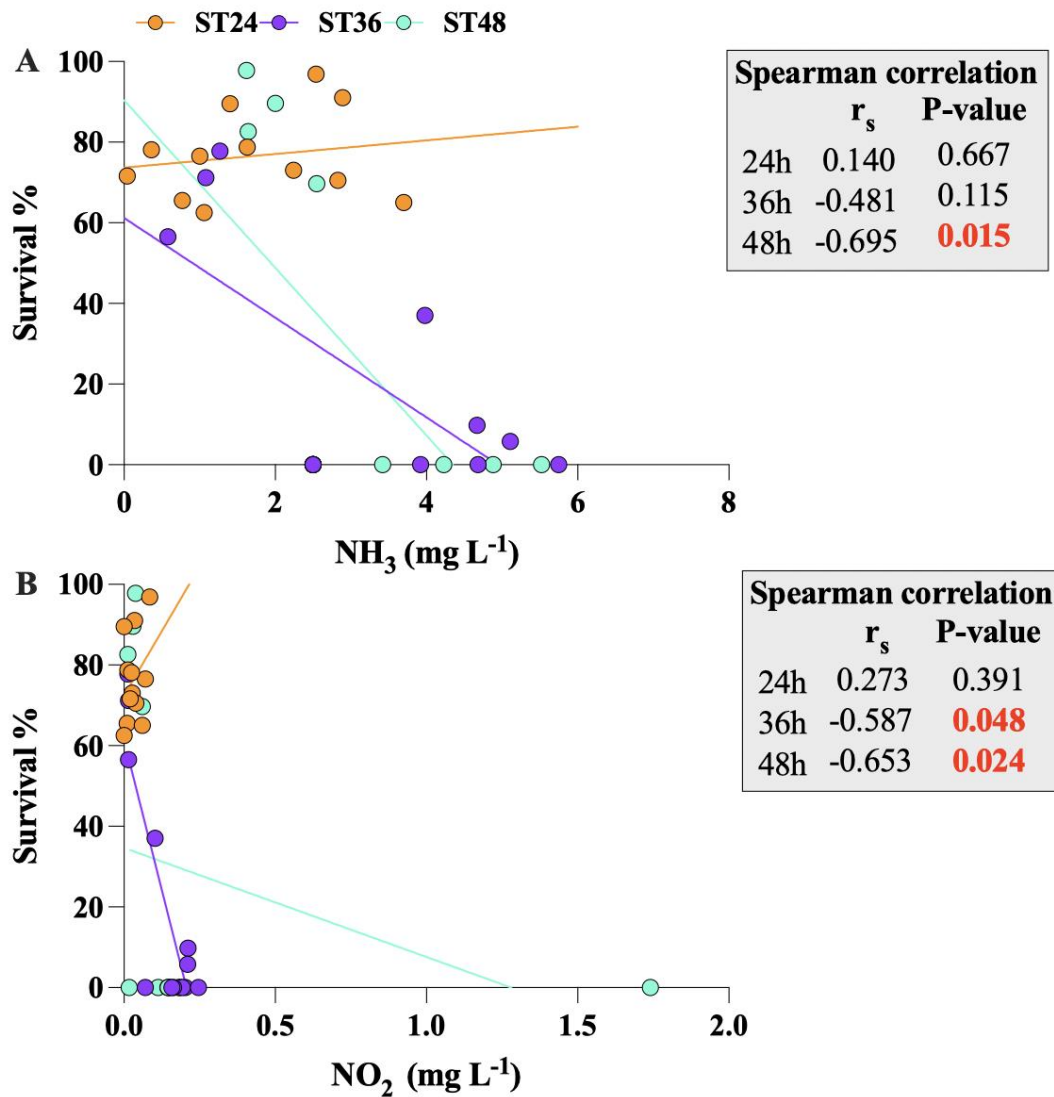 ST24 ST36 ST48
A
Spearman correlation
rs P-value
24h 0.140 0.667
36h -0.481 0.115
48h -0.695 0.015
100
80
60
40
20
0
Survival %
0 2 4 6 8
NH3 (mg L-1)
B
Spearman correlation
rs P-value
24h 0.273 0.391
36h -0.587 0.048
48h -0.653 0.024
100
80
60
40
20
0
Survival %
0.0 0.5 1.0 1.5 2.0
NO2 (mg L-1)